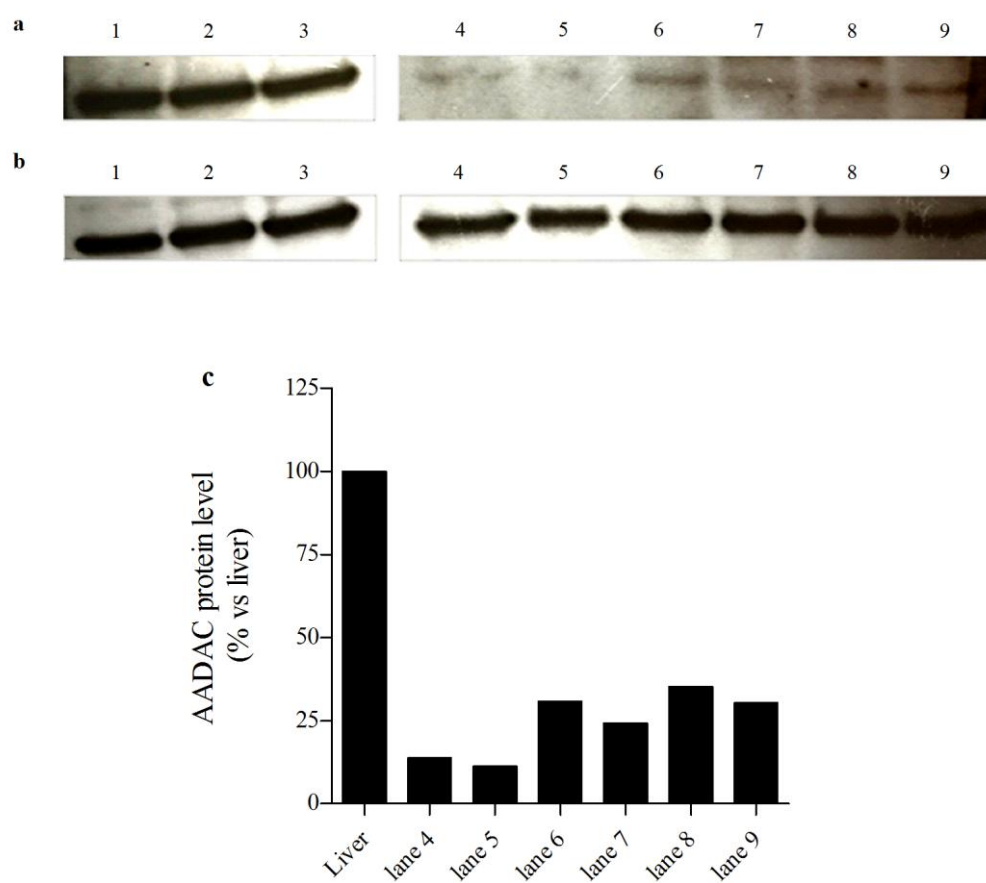 a
1 2 3 4 5 6 7 8 9
b
1 2 3 4 5 6 7 8 9
c
AADAC protein level
(% vs liver)
125
100
75
50
25
0
Liver lane 4 lane 5 lane 6 lane 7 lane 8 lane 9